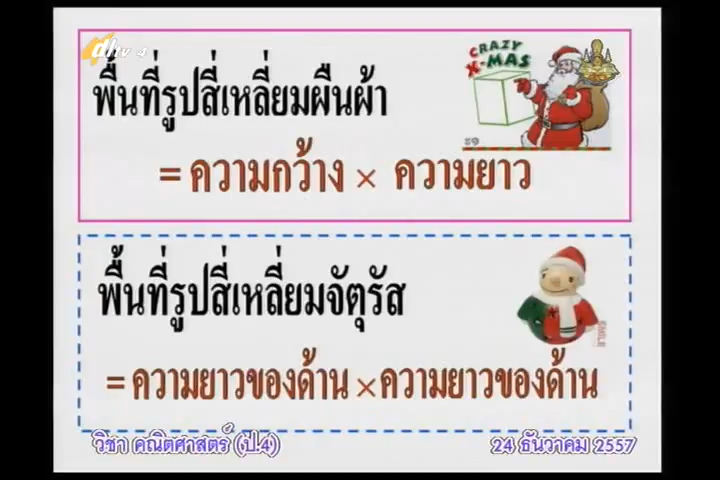 dltv 4
CRAZY
X-MAS
พื้นที่รูปสี่เหลี่ยมผืนผ้า
= ความกว้าง × ความยาว
พื้นที่รูปสี่เหลี่ยมจัตุรัส
= ความยาวของด้าน × ความยาวของด้าน
วิชา คณิตศาสตร์ (ป.4)
24 ธันวาคม 2557